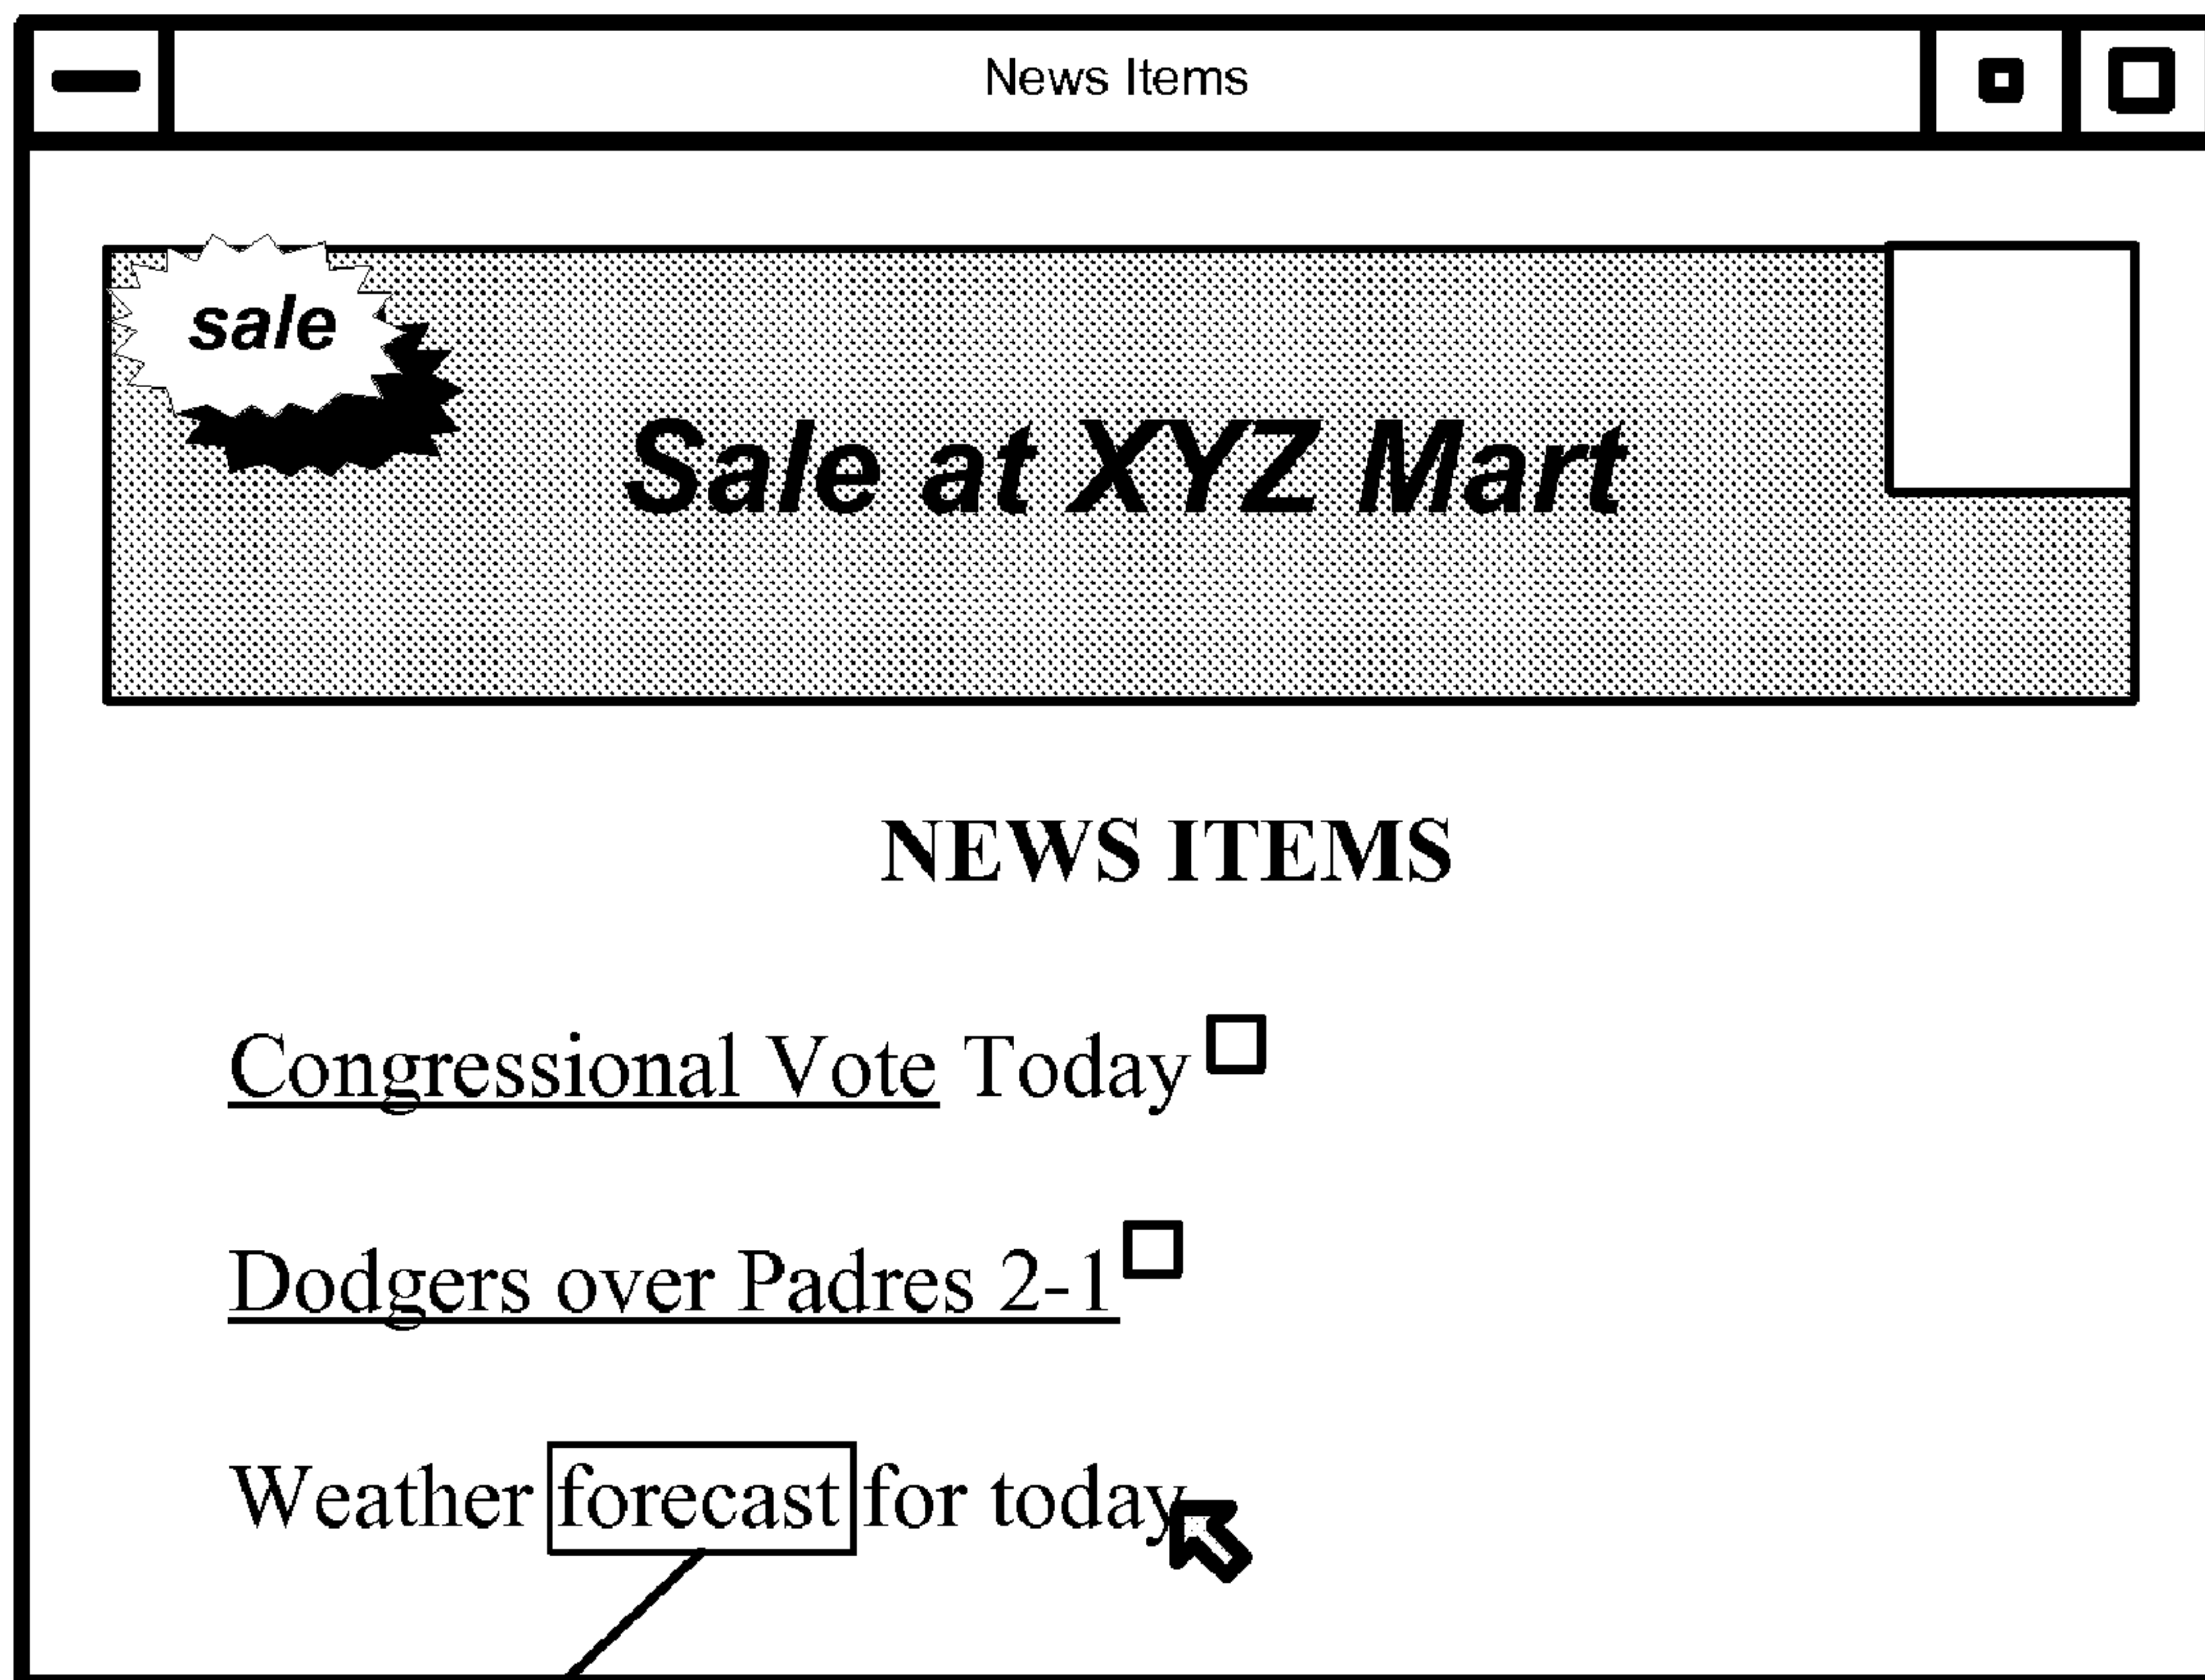 News Items
sale
Sale at XYZ Mart
NEWS ITEMS
Congressional Vote Today
Dodgers over Padres 2-1
Weather forecast for today